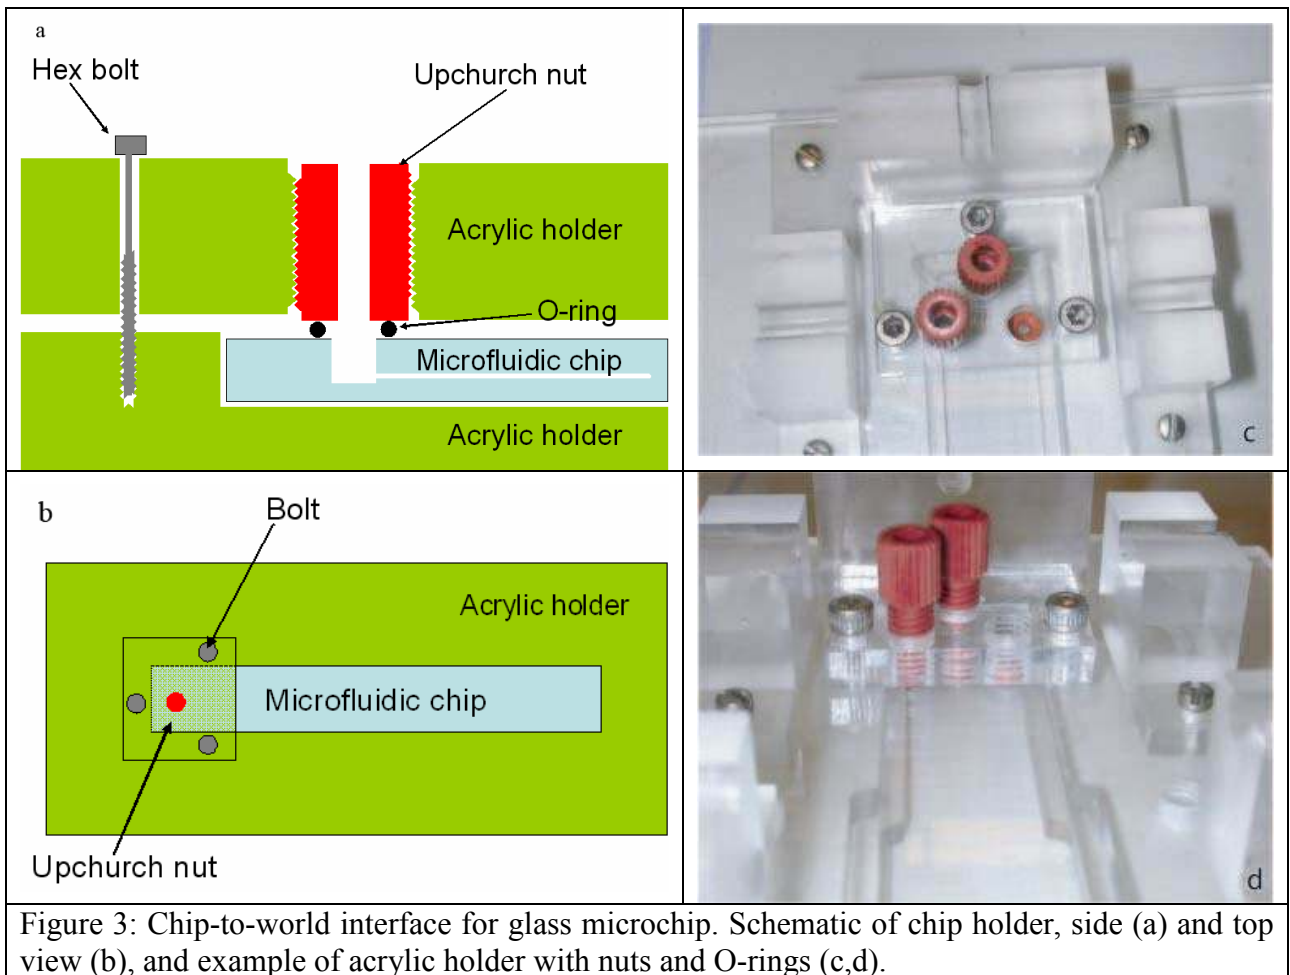 a
Hex bolt
Upchurch nut
Acrylic holder
O-ring
Microfluidic chip
Acrylic holder
c
b
Bolt
Acrylic holder
Microfluidic chip
Upchurch nut
d
Figure 3: Chip-to-world interface for glass microchip. Schematic of chip holder, side (a) and top
view (b), and example of acrylic holder with nuts and O-rings (c,d).